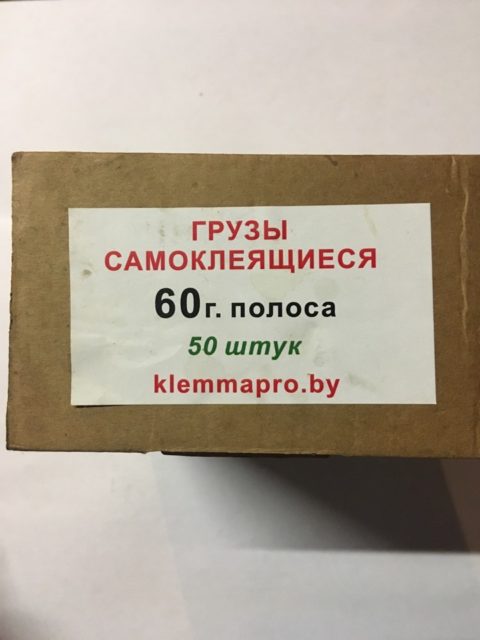 ГРУЗЫ
САМОКЛЕЯЩИЕСЯ
60г. полоса
50 штук
klemmapro.by